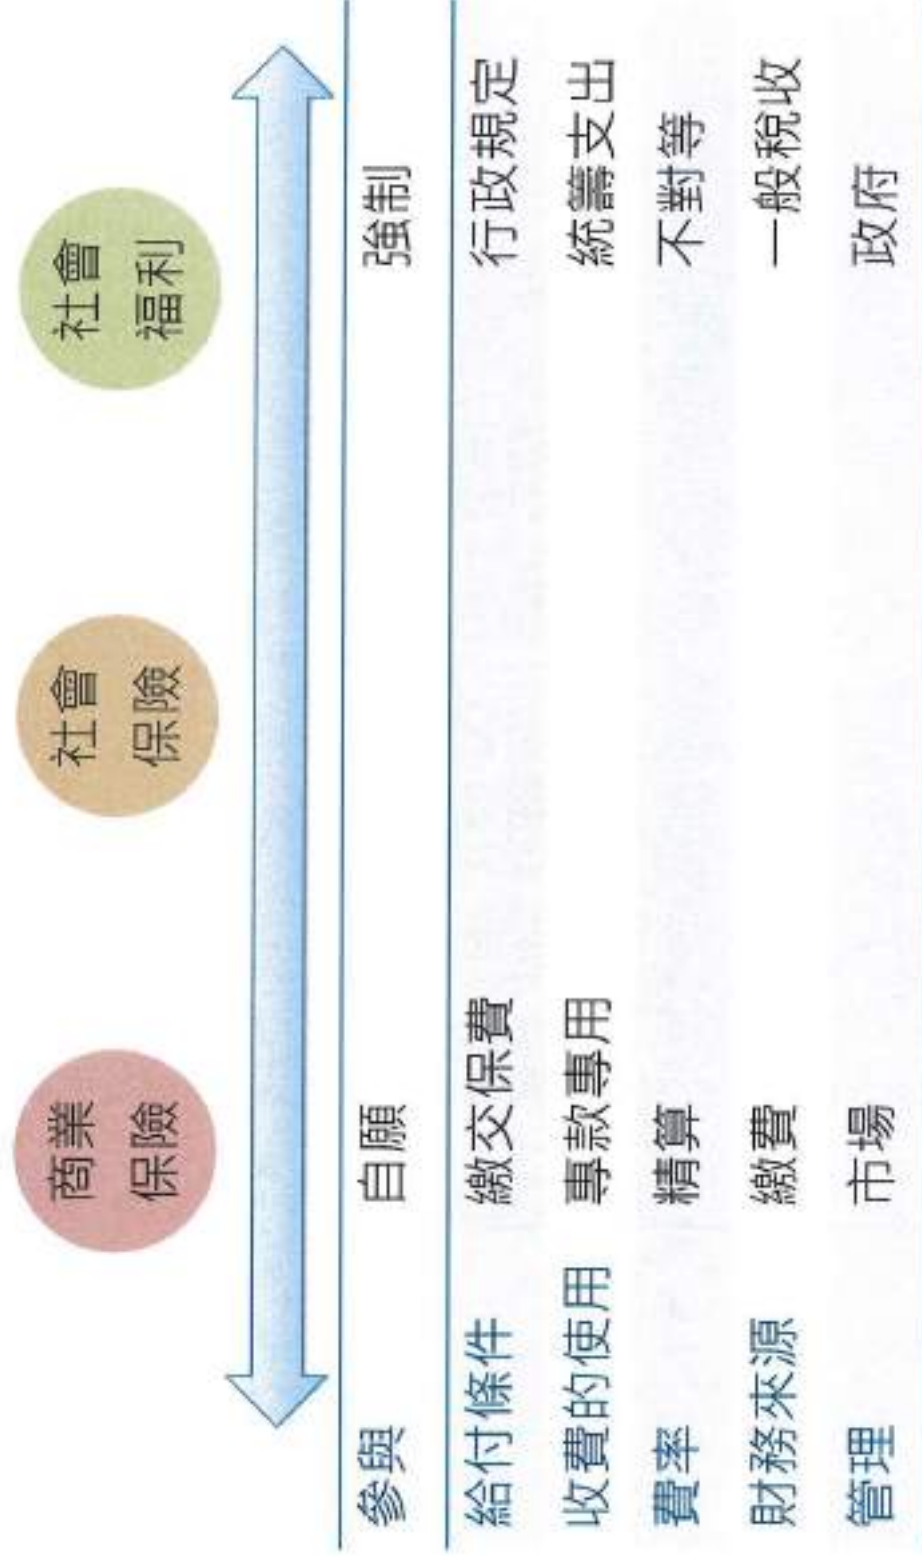 商業
保險
社會
保險
社會
福利
參與 自願 強制
給付條件 繳交保費 行政規定
收費的使用 專款專用 統籌支出
費率 精算 不對等
財務來源 繳費 一般稅收
管理 市場 政府